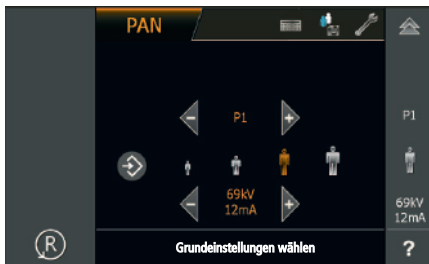 PAN
P1
P1
69kV
12mA
69kV
12mA
R
Grundeinstellungen wählen
?